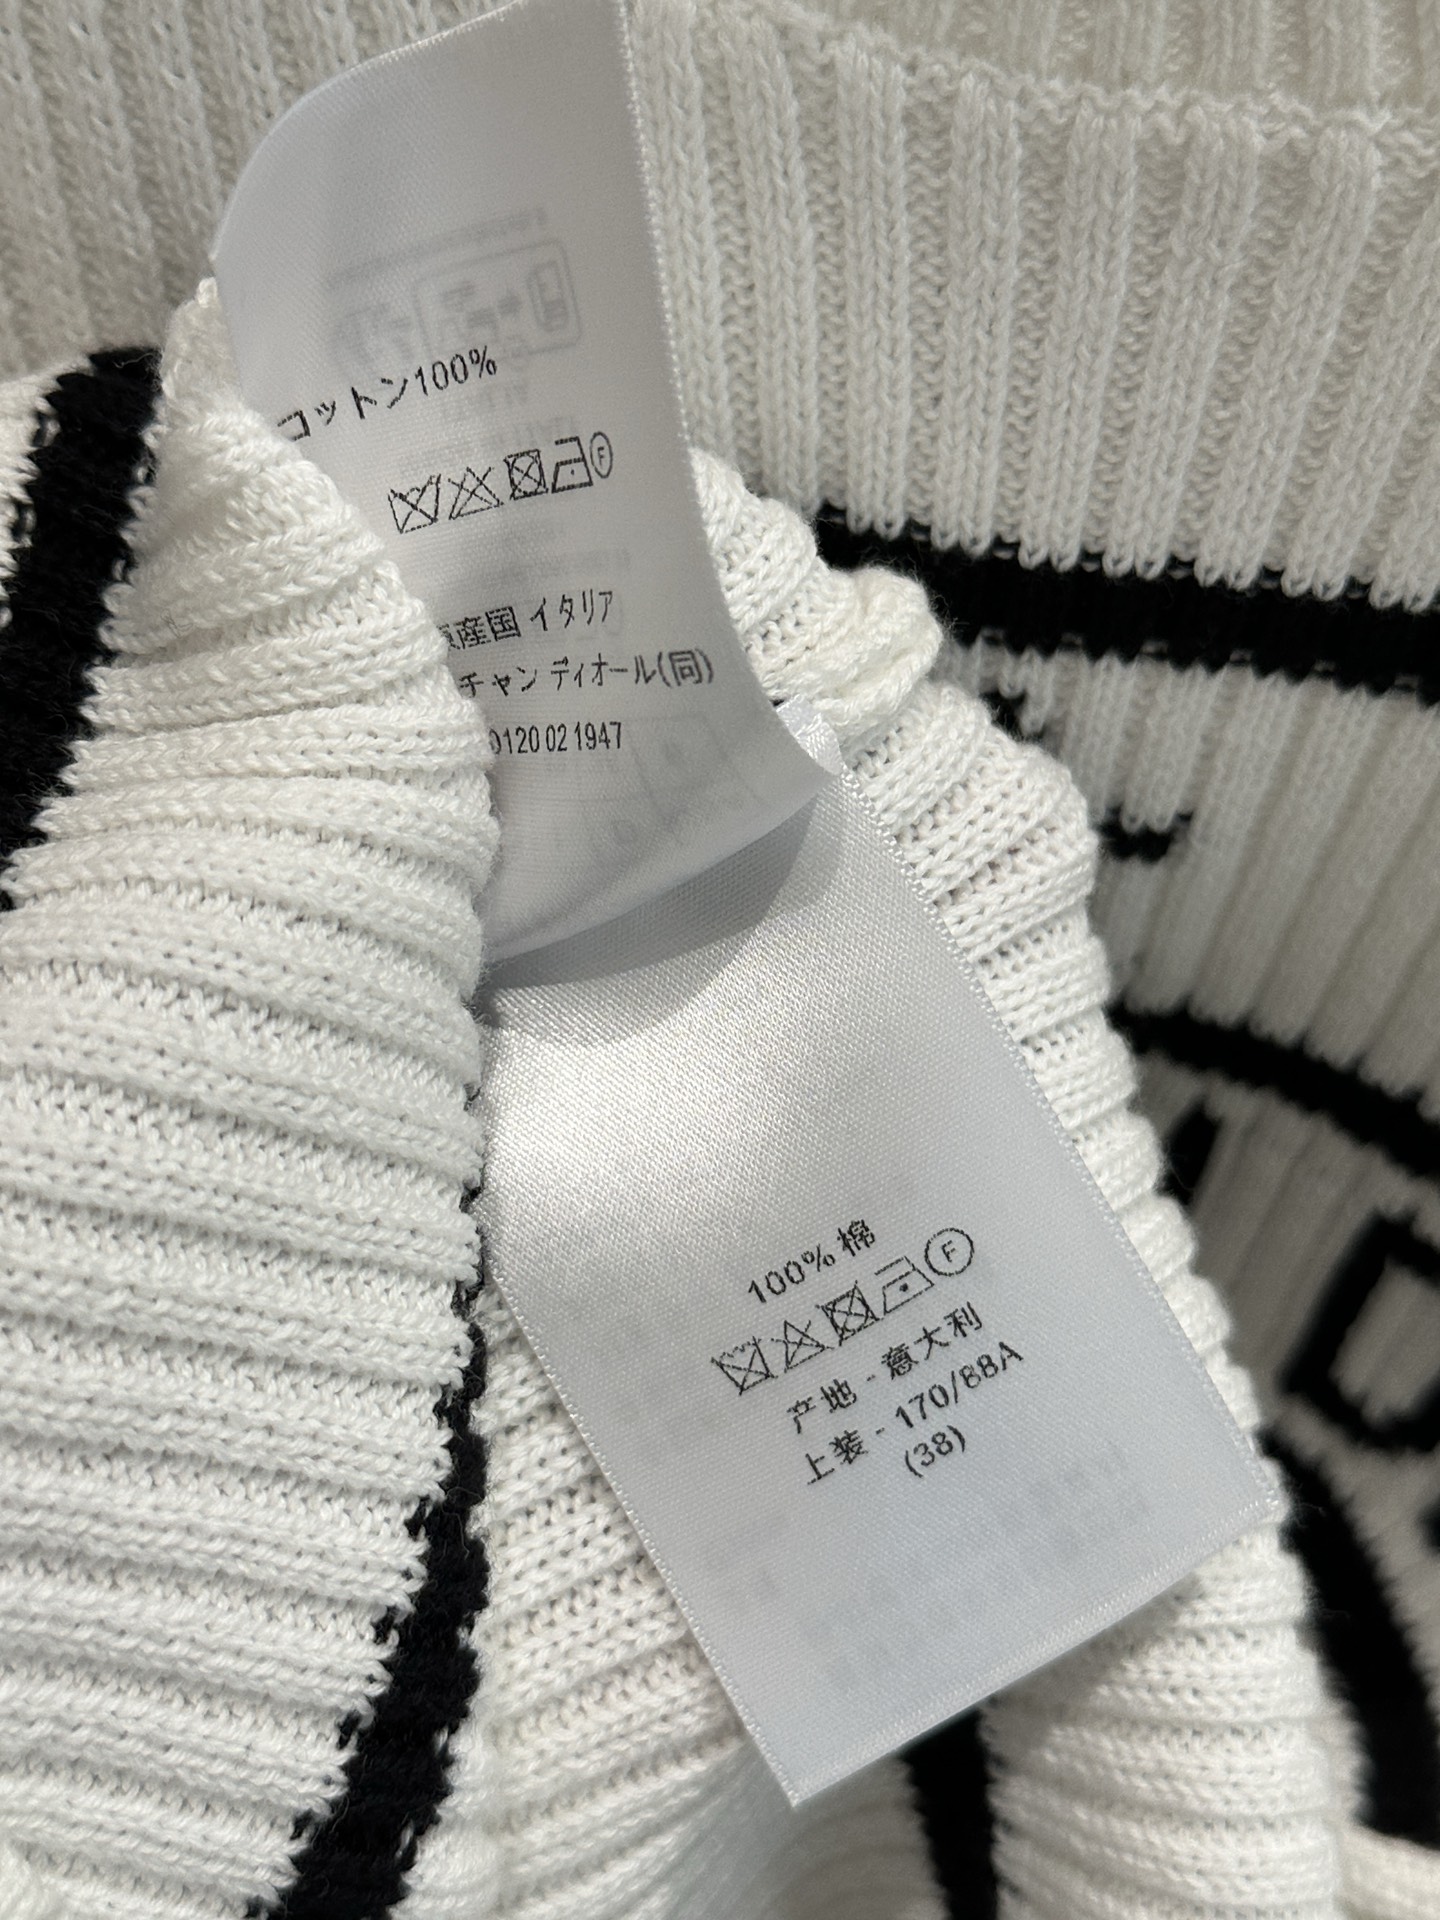 コットン100%
F
産国 イタリア
チャン ディオール(同)
0120 02 1947
100% 棉
F
产地 - 意大利
上装 - 170/88A
(38)